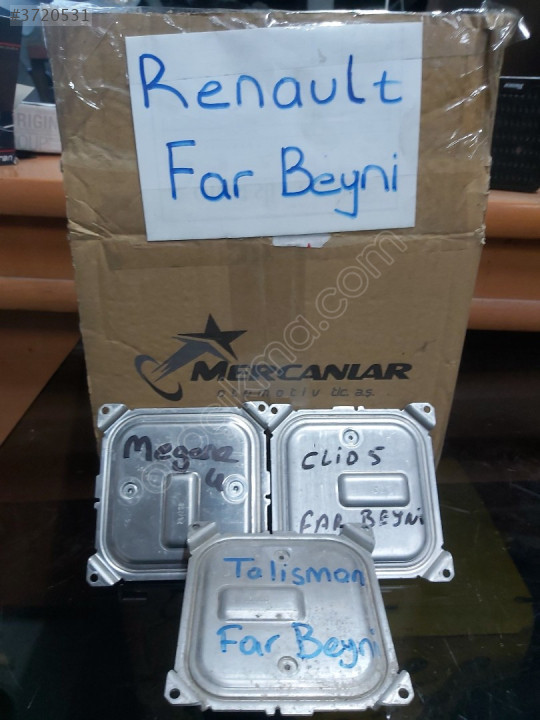 #3720531
Renault
Far Beyni
MERCANLAR
Megane
4
CLIO 5
FAR BEYNİ
Talisman
Far Beyni